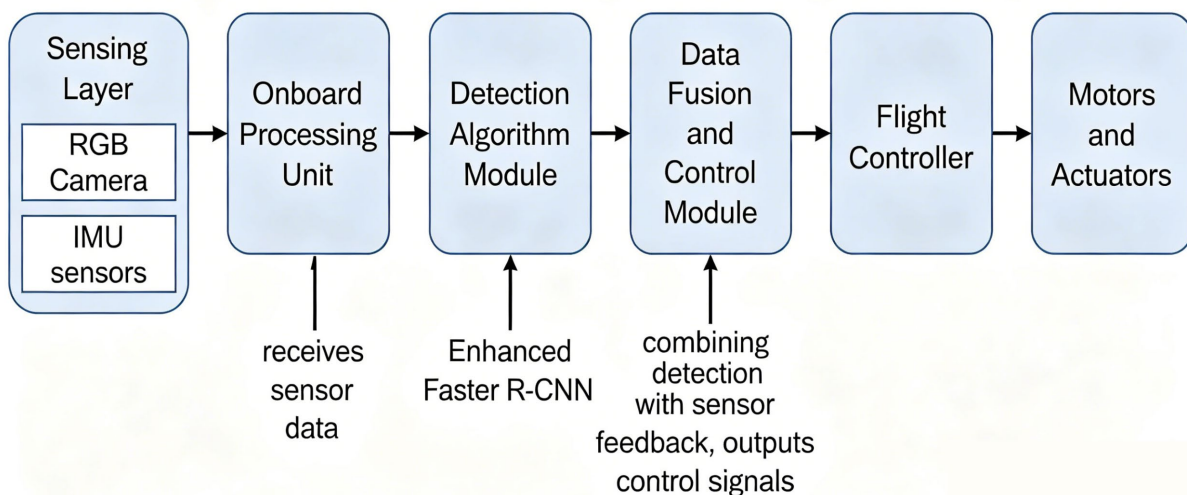 Sensing
Layer
RGB
Camera
IMU
sensors
Onboard
Processing
Unit
Detection
Algorithm
Module
Data
Fusion
and
Control
Module
Flight
Controller
Motors
and
Actuators
receives
sensor
data
Enhanced
Faster R-CNN
combining
detection
with sensor
feedback, outputs
control signals